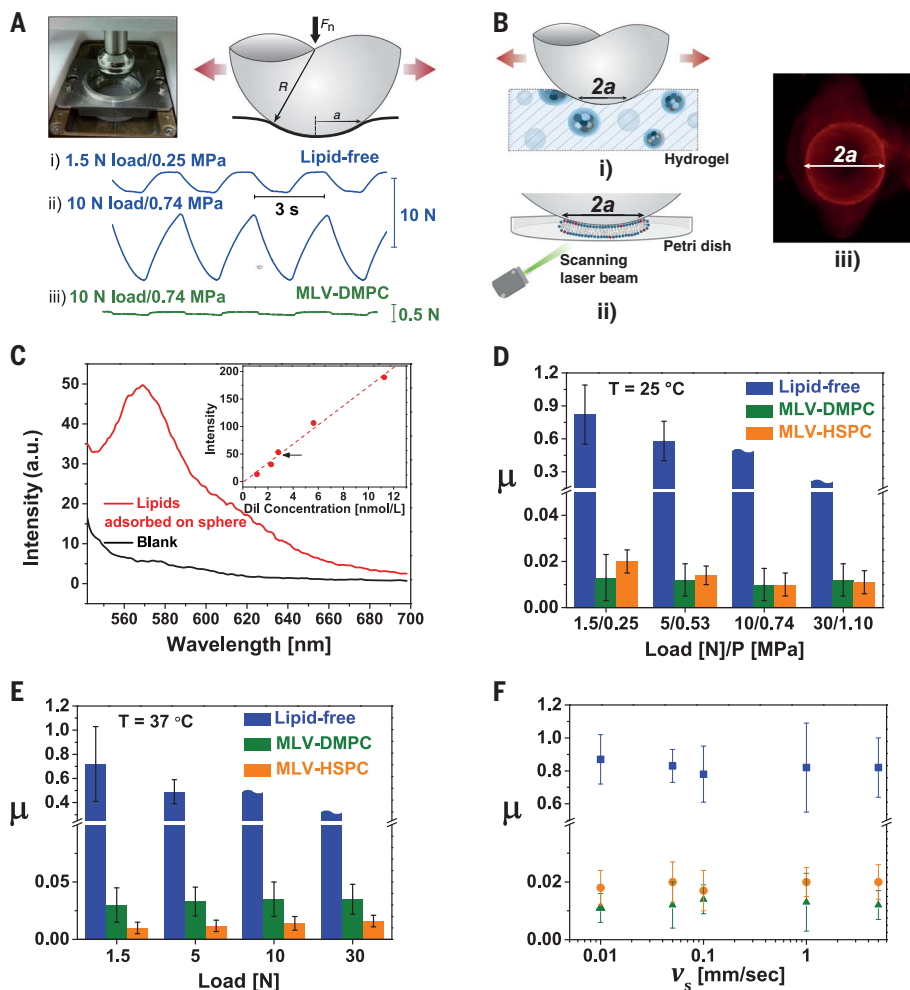 A
F_n
R
a
i) 1.5 N load/0.25 MPa
Lipid-free
ii) 10 N load/0.74 MPa
3 s
10 N
iii) 10 N load/0.74 MPa
MLV-DMPC
0.5 N
B
2a
Hydrogel
i)
2a
Petri dish
Scanning
laser beam
ii)
2a
iii)
C
Intensity (a.u.)
50
40
30
20
10
0
Intensity
200
150
100
50
0
0 2 4 6 8 10 12
DiI Concentration [nmol/L]
Lipids
adsorbed on sphere
Blank
540 560 580 600 620 640 660 680 700
Wavelength [nm]
D
T = 25 °C
Lipid-free
MLV-DMPC
MLV-HSPC
μ
1.2
0.9
0.6
0.3
0.04
0.02
0.00
1.5/0.25 5/0.53 10/0.74 30/1.10
Load [N]/P [MPa]
E
T = 37 °C
Lipid-free
MLV-DMPC
MLV-HSPC
μ
1.2
1.0
0.8
0.6
0.4
0.05
0.00
1.5 5 10 30
Load [N]
F
μ
1.2
1.0
0.8
0.6
0.04
0.02
0.00
0.01 0.1 1
v_s [mm/sec]